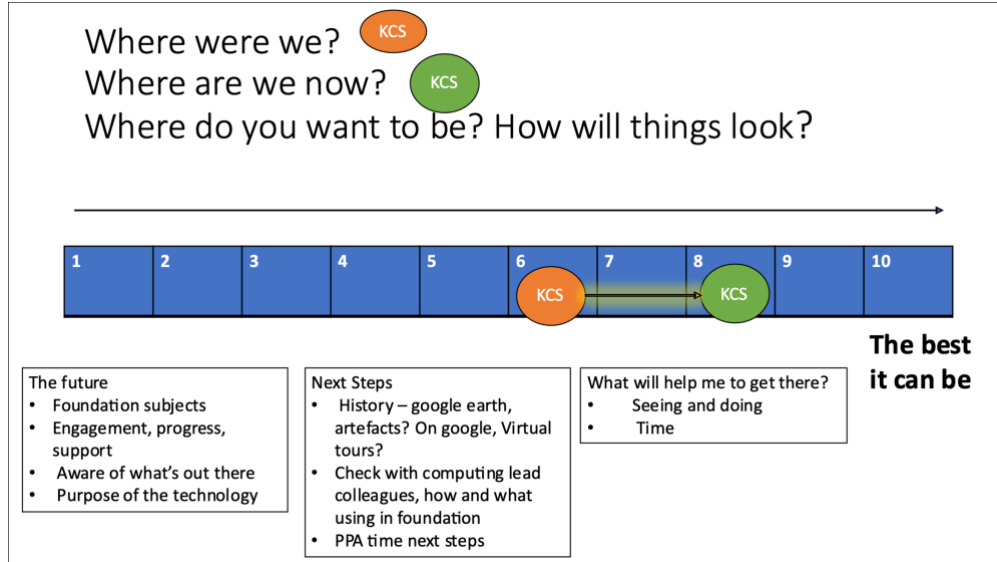 Where were we? KCS
Where are we now? KCS
Where do you want to be? How will things look?
1 2 3 4 5 6 7 8 9 10
KCS KCS
The best
it can be
The future
• Foundation subjects
• Engagement, progress,
support
• Aware of what’s out there
• Purpose of the technology
Next Steps
• History – google earth,
artefacts? On google, Virtual
tours?
• Check with computing lead
colleagues, how and what
using in foundation
• PPA time next steps
What will help me to get there?
• Seeing and doing
• Time